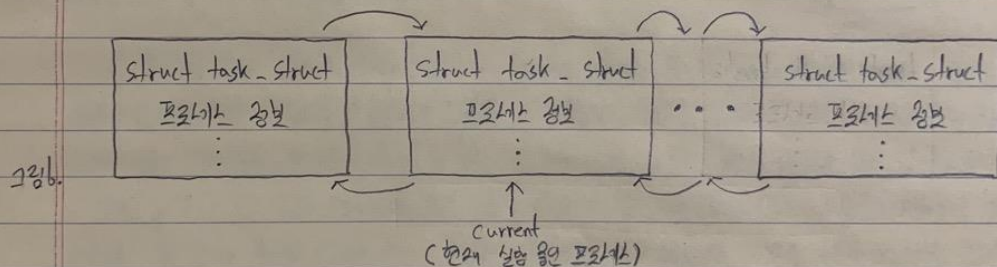 struct task_struct
프로세스 정보
⋮
struct task_struct
프로세스 정보
⋮
...
struct task_struct
프로세스 정보
⋮
그림6.
current
(현재 실행 중인 프로세스)